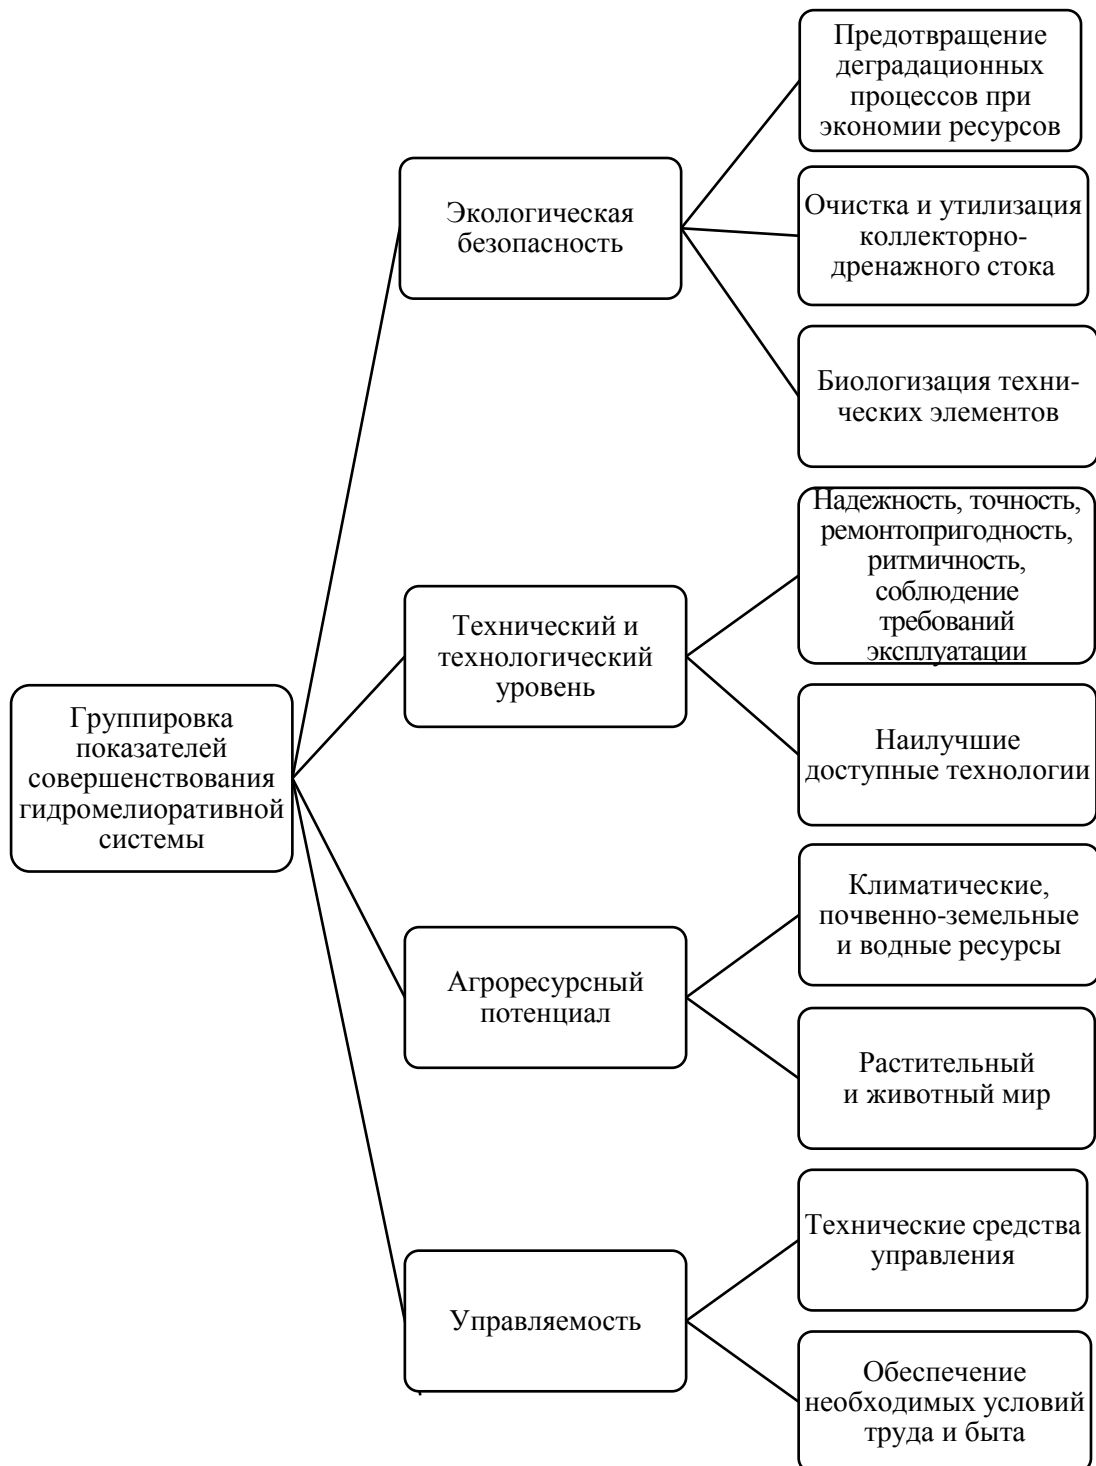 Группировка
показателей
совершенствования
гидромелиоративной
системы
Экологическая
безопасность
Предотвращение
деградационных
процессов при
экономии ресурсов
Очистка и утилизация
коллекторно-
дренажного стока
Биологизация техни-
ческих элементов
Технический и
технологический
уровень
Надежность, точность,
ремонтопригодность,
ритмичность,
соблюдение
требований
эксплуатации
Наилучшие
доступные технологии
Агроресурсный
потенциал
Климатические,
почвенно-земельные
и водные ресурсы
Растительный
и животный мир
Управляемость
Технические средства
управления
Обеспечение
необходимых условий
труда и быта